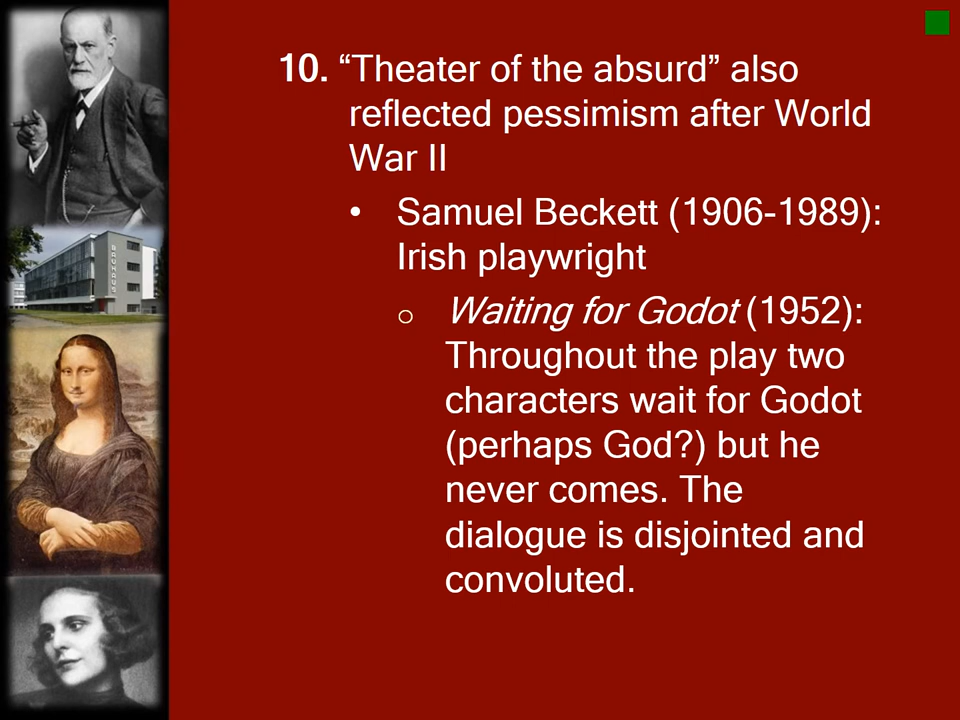 10. “Theater of the absurd” also
reflected pessimism after World
War II
• Samuel Beckett (1906-1989):
Irish playwright
o Waiting for Godot (1952):
Throughout the play two
characters wait for Godot
(perhaps God?) but he
never comes. The
dialogue is disjointed and
convoluted.
BAUHAUS